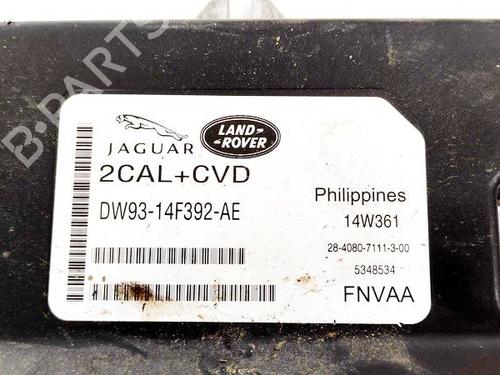 B-PARTS
JAGUAR
LAND-
-ROVER
2CAL+CVD
DW93-14F392-AE
Philippines
14W361
28-4080-7111-3-00
5348534
FNVAA